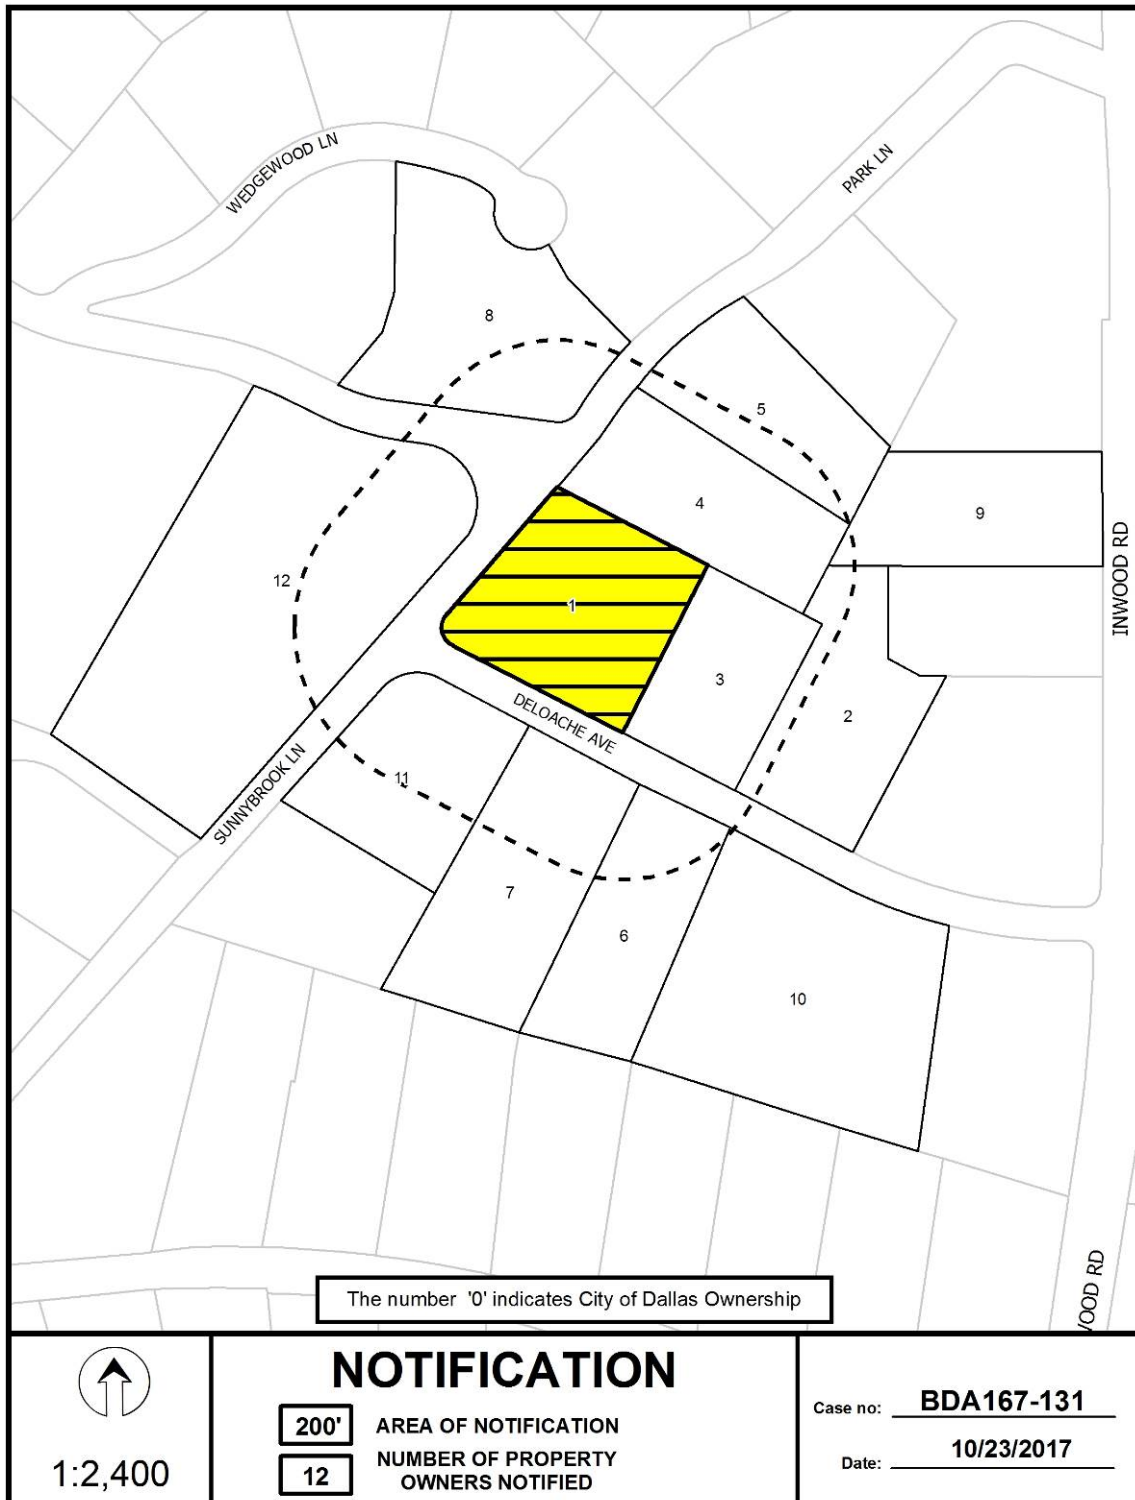 WEDGEWOOD LN
PARK LN
8
5
4
9
12
1
INWOOD RD
3
2
DELOACHE AVE
SUNNYBROOK LN
11
7
6
10
WOOD RD
The number '0' indicates City of Dallas Ownership
1:2,400
NOTIFICATION
200' AREA OF NOTIFICATION
12 NUMBER OF PROPERTY
OWNERS NOTIFIED
Case no: BDA167-131
Date: 10/23/2017